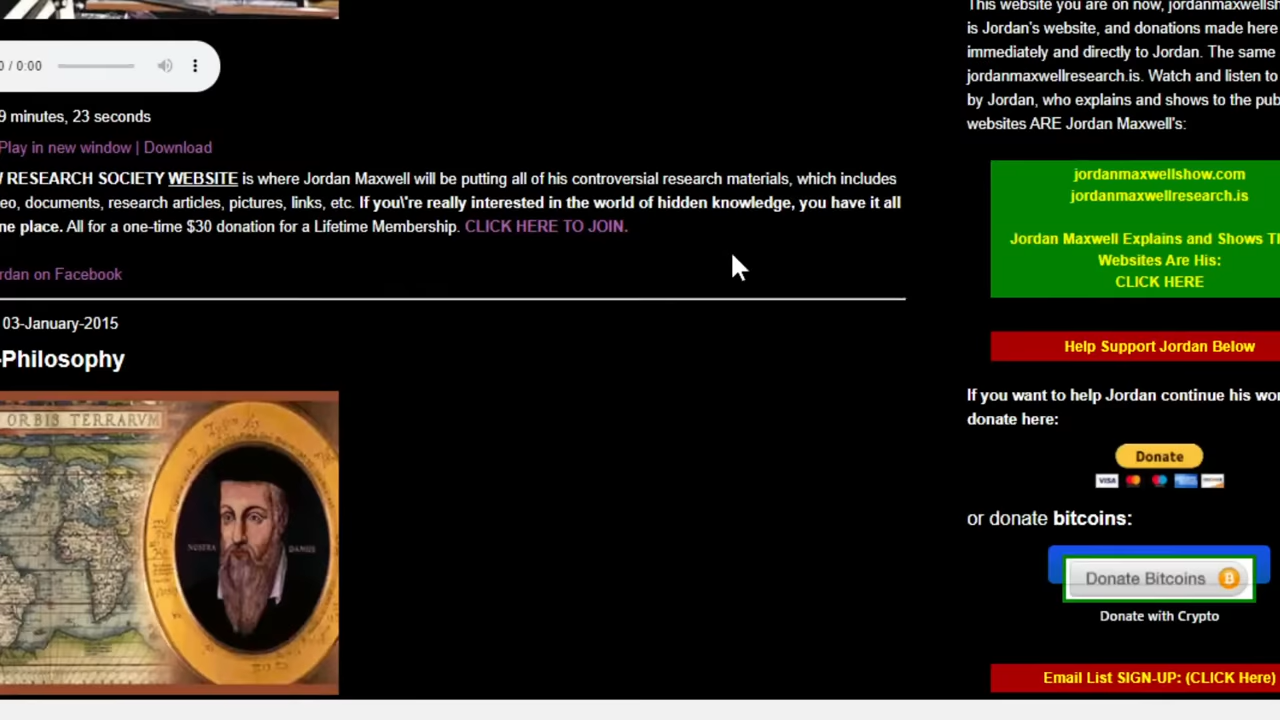 0 / 0:00
9 minutes, 23 seconds
Play in new window | Download
RESEARCH SOCIETY WEBSITE is where Jordan Maxwell will be putting all of his controversial research materials, which includes
eo, documents, research articles, pictures, links, etc. If you\'re really interested in the world of hidden knowledge, you have it all
ne place. All for a one-time $30 donation for a Lifetime Membership. CLICK HERE TO JOIN.
rdan on Facebook
03-January-2015
-Philosophy
ORBIS TERRARVM
NOSTRA DAMUS
This website you are on now, jordanmaxwellsh
is Jordan's website, and donations made here
immediately and directly to Jordan. The same
jordanmaxwellresearch.is. Watch and listen to
by Jordan, who explains and shows to the pub
websites ARE Jordan Maxwell's:
jordanmaxwellshow.com
jordanmaxwellresearch.is
Jordan Maxwell Explains and Shows Th
Websites Are His:
CLICK HERE
Help Support Jordan Below
If you want to help Jordan continue his wor
donate here:
Donate
VISA
or donate bitcoins:
Donate Bitcoins
Donate with Crypto
Email List SIGN-UP: (CLICK Here)